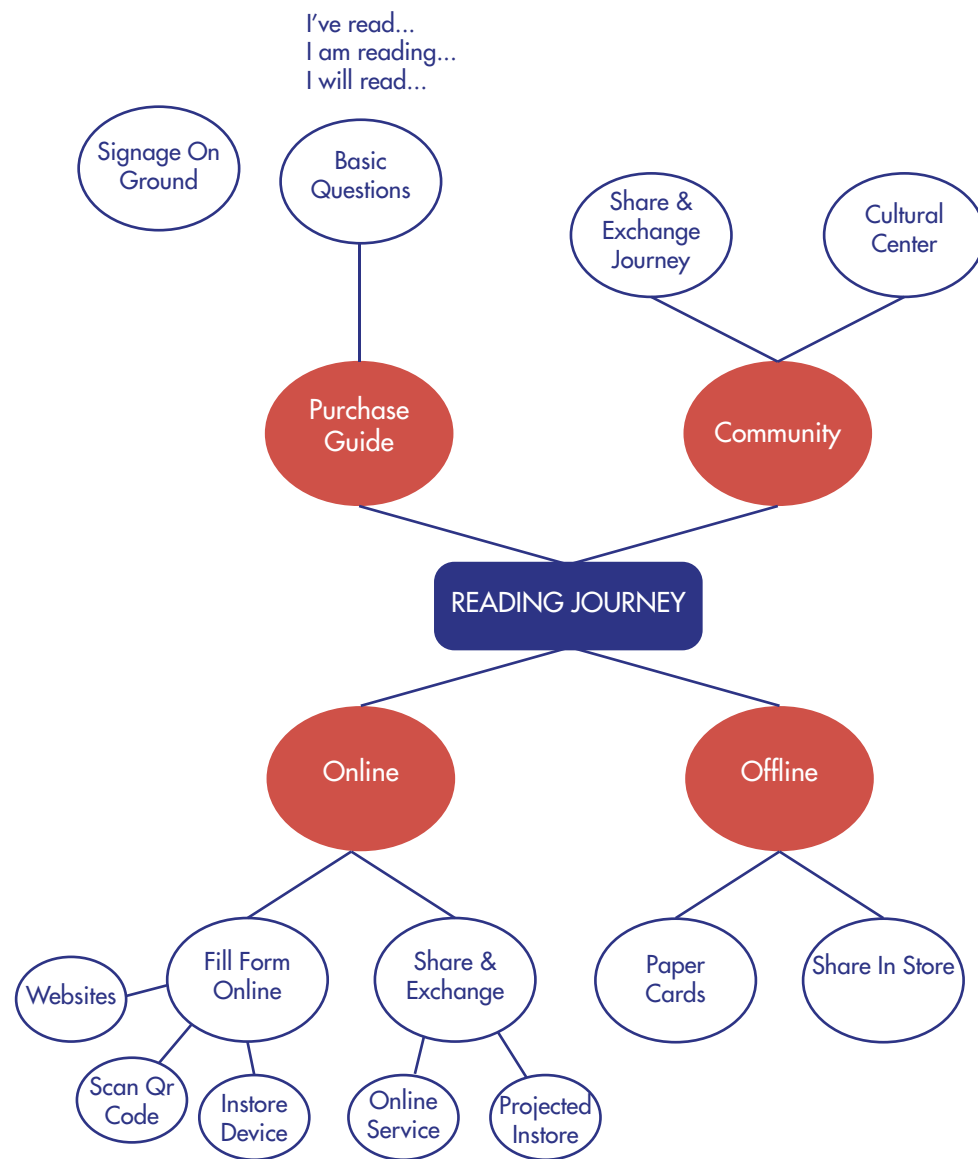 I've read...
I am reading...
I will read...
Signage On
Ground
Basic
Questions
Share &
Exchange
Journey
Cultural
Center
Purchase
Guide
Community
READING JOURNEY
Online
Offline
Fill Form
Online
Share &
Exchange
Paper
Cards
Share In Store
Websites
Scan Qr
Code
Instore
Device
Online
Service
Projected
Instore